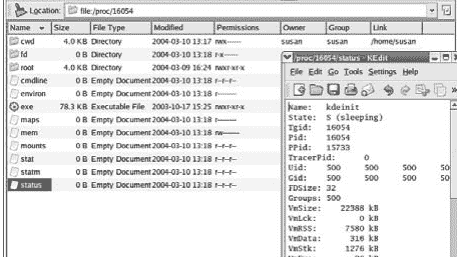 Location: file:/proc/16054
Name Size File Type Modified Permissions Owner Group Link
cwd 4.0 KB Directory 2004-03-10 13:17 rwx------ susan susan /home/susan
fd 0 B Directory 2004-03-10 13:18 r-x------
root 4.0 KB Directory 2004-03-09 16:24 rwxr-xr-x
cmdline 0 B Empty Document 2004-03-10 13:18 r--r--r--
environ 0 B Empty Document 2004-03-10 13:18 r--------
exe 78.3 KB Executable File 2003-10-17 15:25 rwxr-xr-x
maps 0 B Empty Document 2004-03-10 13:18
mem 0 B Empty Document 2004-03-10 13:18 rw-------
mounts 0 B Empty Document 2004-03-10 13:18 r--r--r--
stat 0 B Empty Document 2004-03-10 13:18 r--r--r--
statm 0 B Empty Document 2004-03-10 13:18 r--r--r--
status 0 B Empty Document 2004-03-10 13:18 r--r--r--
/proc/16054/status - KEdit
File Edit Go Tools Settings Help
Name: kdeinit
State: S (sleeping)
Tgid: 16054
Pid: 16054
PPid: 15733
TracerPid: 0
Uid: 500 500 500
Gid: 500 500 500
FDSize: 32
Groups: 500
VmSize: 22388 kB
VmLck: 0 kB
VmRSS: 7580 kB
VmData: 316 kB
VmStk: 1276 kB